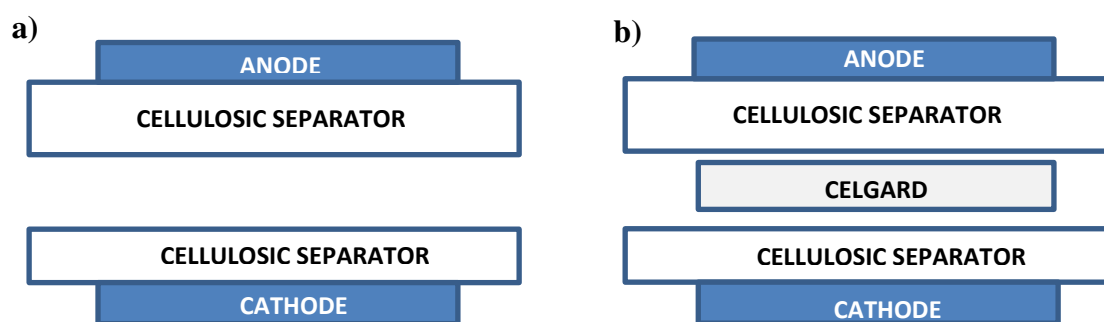 a)
ANODE
CELLULOSIC SEPARATOR
CELLULOSIC SEPARATOR
CATHODE
b)
ANODE
CELLULOSIC SEPARATOR
CELGARD
CELLULOSIC SEPARATOR
CATHODE